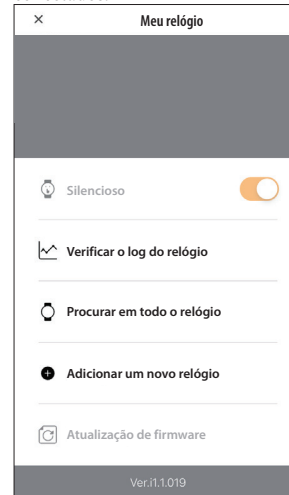 ×
Meu relógio
Silencioso
Verificar o log do relógio
Procurar em todo o relógio
Adicionar um novo relógio
Atualização de firmware
Ver.i1.1.019